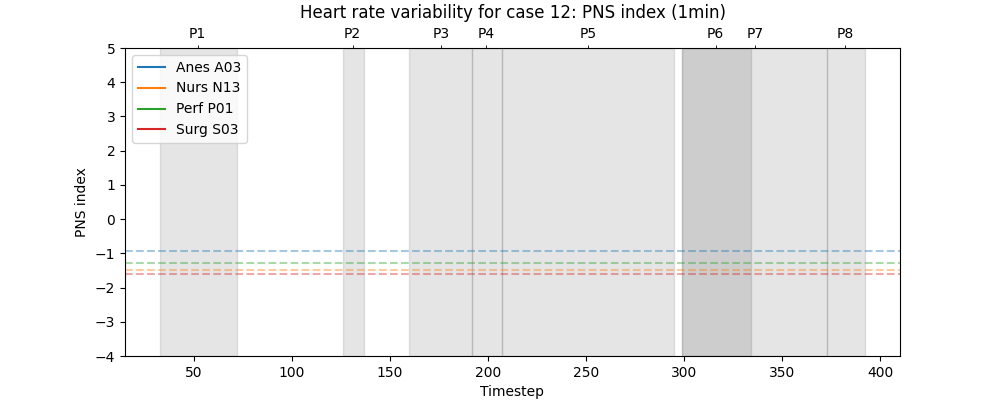 Heart rate variability for case 12: PNS index (1min)
P1 P2 P3 P4 P5 P6 P7 P8
Anes A03
Nurs N13
Perf P01
Surg S03
PNS index
5
4
3
2
1
0
−1
−2
−3
−4
50 100 150 200 250 300 350 400
Timestep